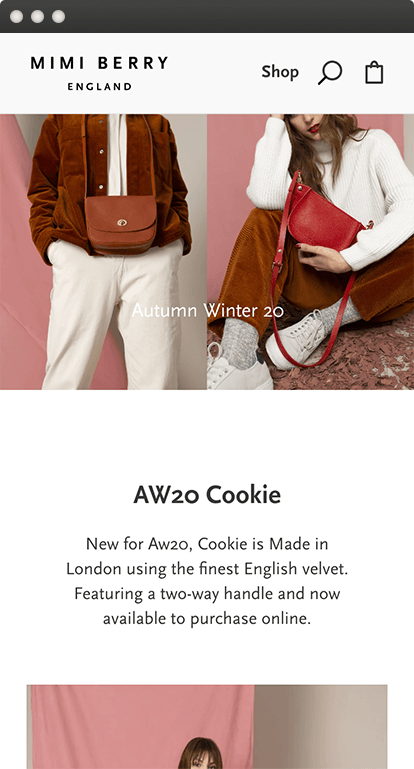 MIMI BERRY
ENGLAND
Shop
Autumn Winter 20
AW20 Cookie
New for Aw20, Cookie is Made in
London using the finest English velvet.
Featuring a two-way handle and now
available to purchase online.